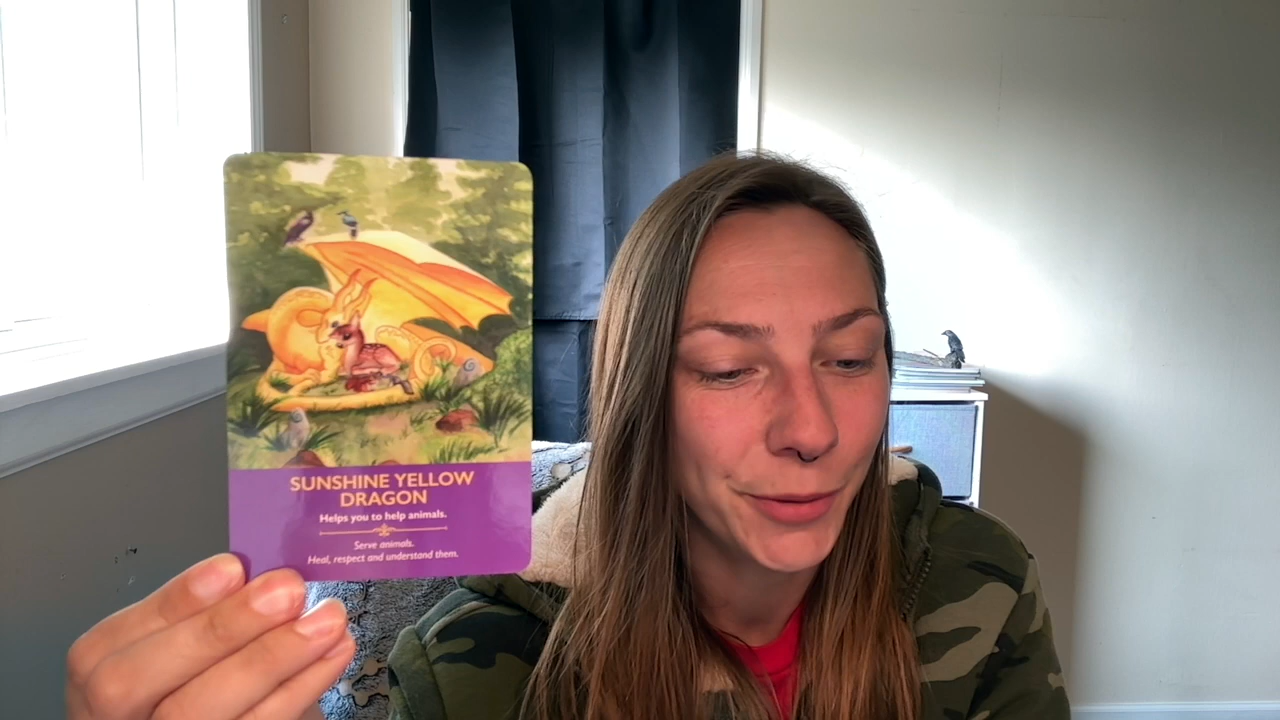 SUNSHINE YELLOW
DRAGON
Helps you to help animals.
Serve animals.
Heal, respect and understand them.